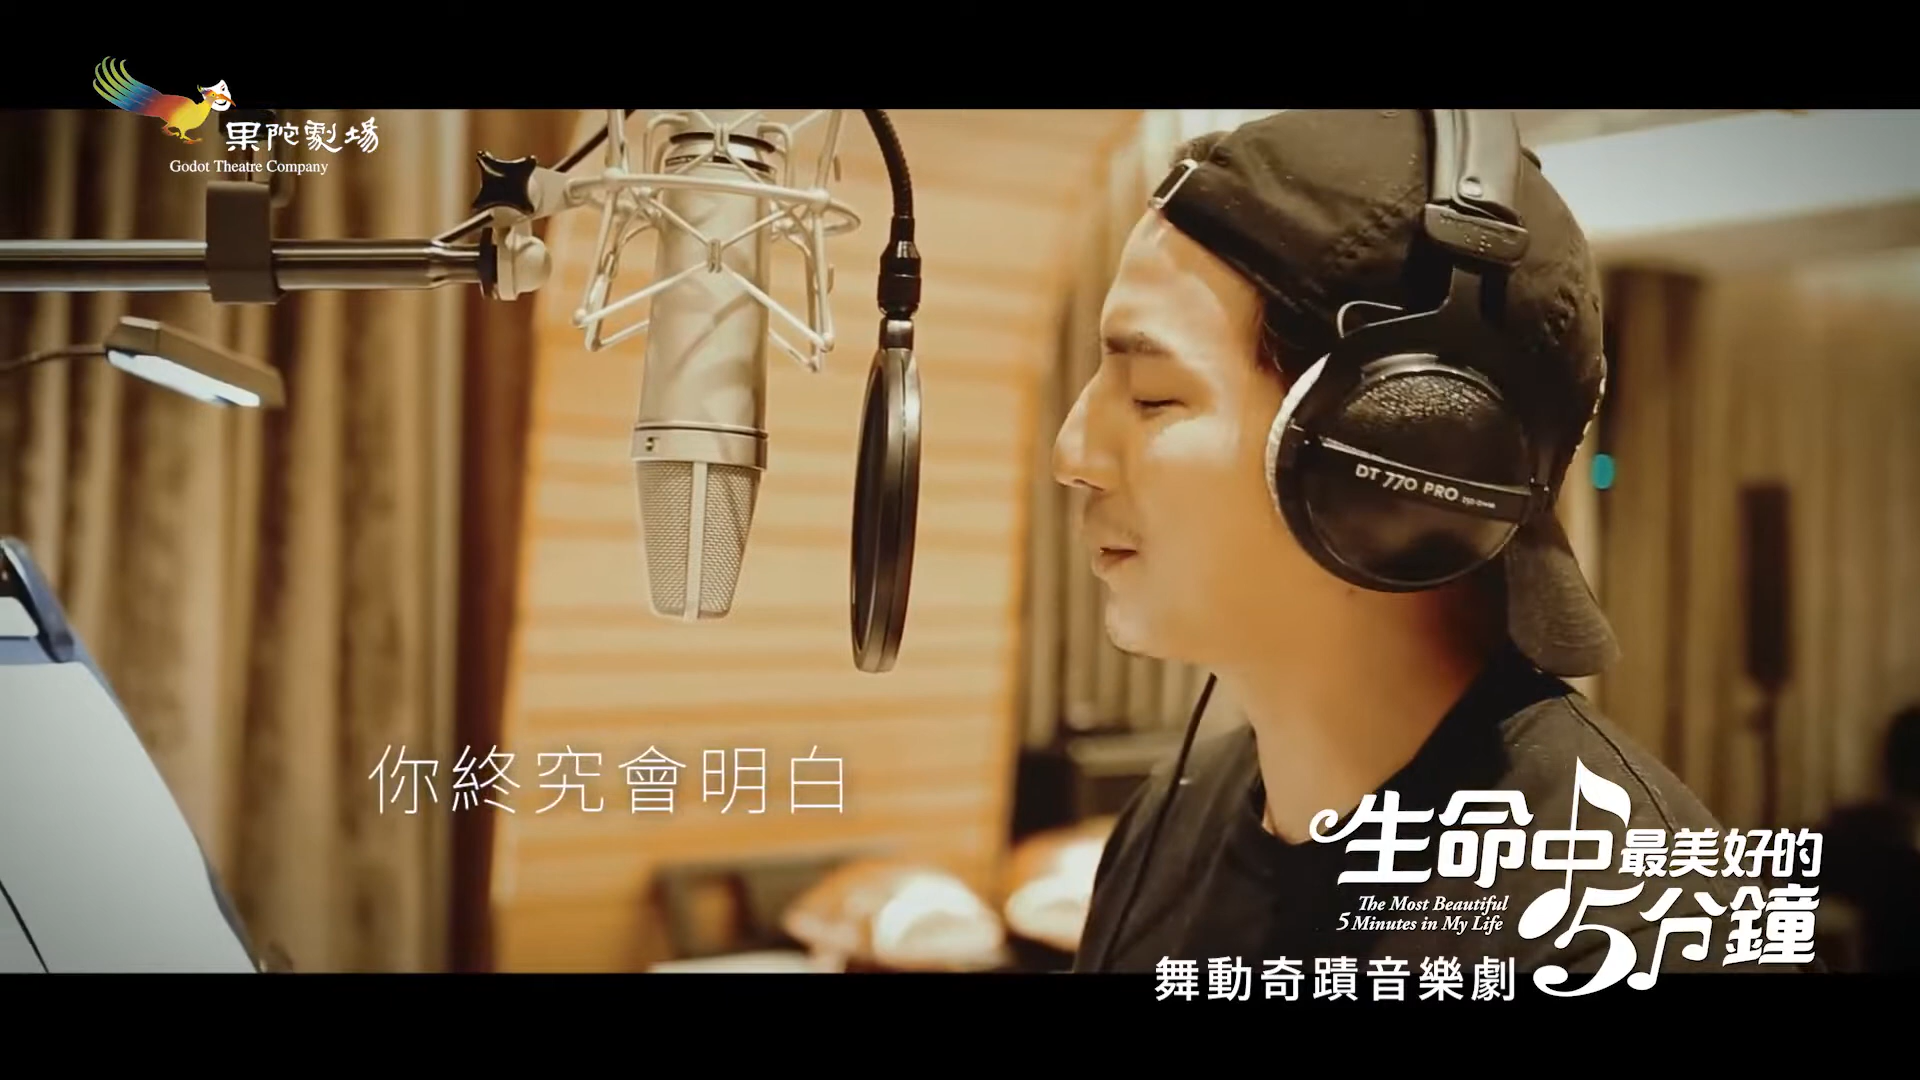 果陀劇場
Godot Theatre Company
DT 770 PRO
你終究會明白
生命中最美好的
5分鐘
The Most Beautiful
5 Minutes in My Life
舞動奇蹟音樂劇